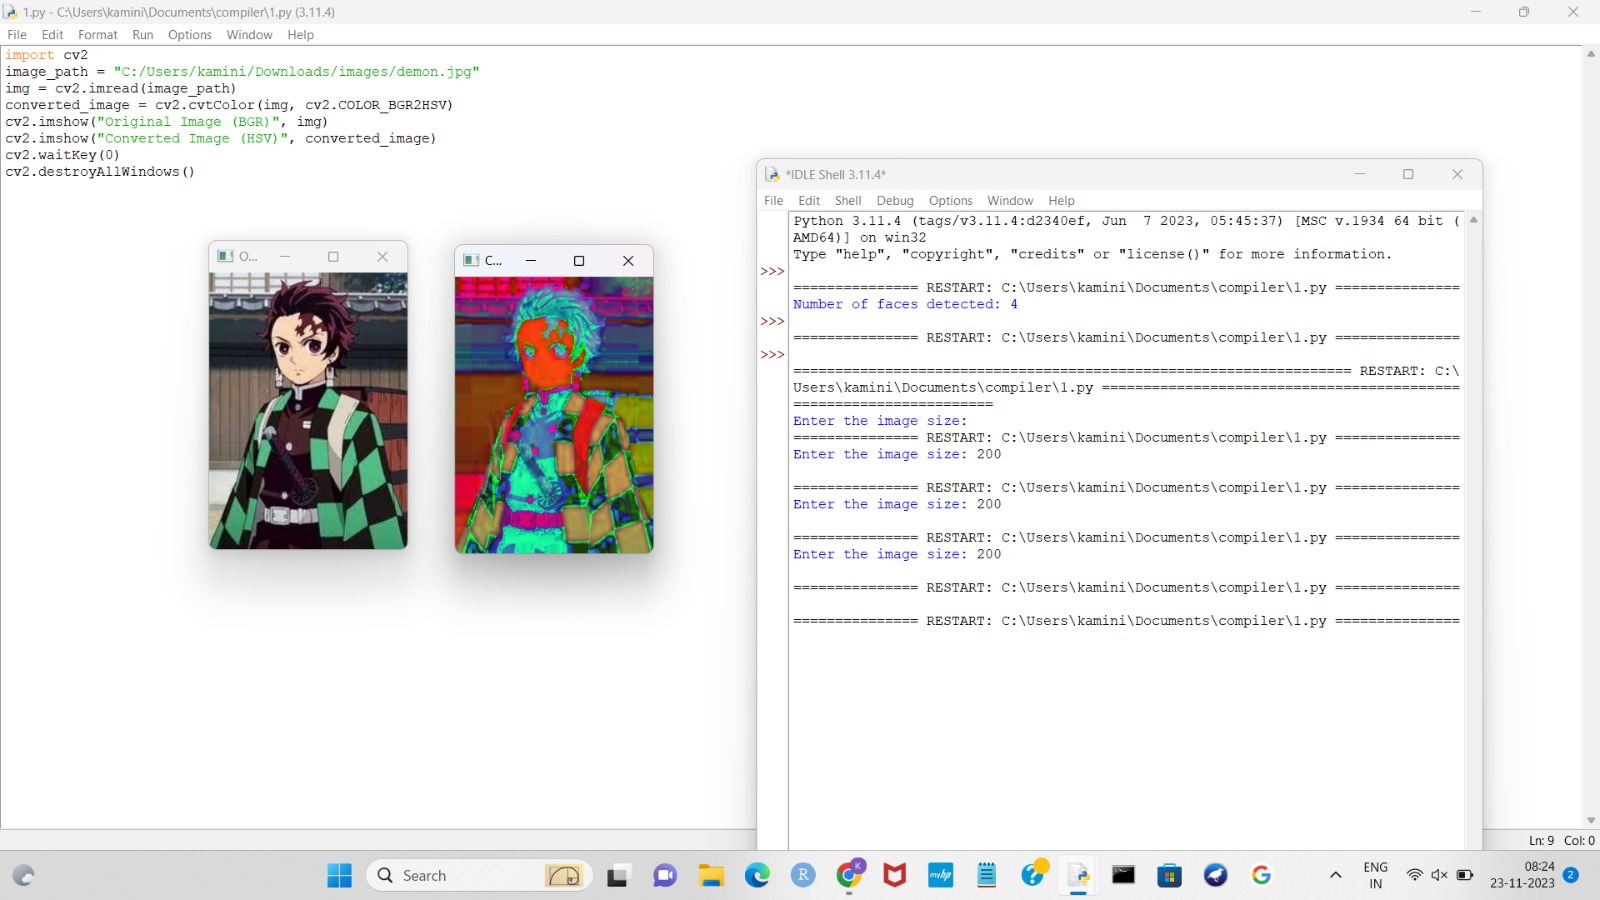 1.py - C:\Users\kamini\Documents\compiler\1.py (3.11.4)
File Edit Format Run Options Window Help
import cv2
image_path = "C:/Users/kamini/Downloads/images/demon.jpg"
img = cv2.imread(image_path)
converted_image = cv2.cvtColor(img, cv2.COLOR_BGR2HSV)
cv2.imshow("Original Image (BGR)", img)
cv2.imshow("Converted Image (HSV)", converted_image)
cv2.waitKey(0)
cv2.destroyAllWindows()
O...
C...
*IDLE Shell 3.11.4*
File Edit Shell Debug Options Window Help
Python 3.11.4 (tags/v3.11.4:d2340ef, Jun  7 2023, 05:45:37) [MSC v.1934 64 bit (
AMD64)] on win32
Type "help", "copyright", "credits" or "license()" for more information.
>>>
=============== RESTART: C:\Users\kamini\Documents\compiler\1.py ===============
Number of faces detected: 4
>>>
=============== RESTART: C:\Users\kamini\Documents\compiler\1.py ===============
>>>
=================================================================== RESTART: C:\
Users\kamini\Documents\compiler\1.py ===========================================
========================
Enter the image size:
=============== RESTART: C:\Users\kamini\Documents\compiler\1.py ===============
Enter the image size: 200
=============== RESTART: C:\Users\kamini\Documents\compiler\1.py ===============
Enter the image size: 200
=============== RESTART: C:\Users\kamini\Documents\compiler\1.py ===============
Enter the image size: 200
=============== RESTART: C:\Users\kamini\Documents\compiler\1.py ===============
=============== RESTART: C:\Users\kamini\Documents\compiler\1.py ===============
Ln: 9 Col: 0
Search
R
K
myhp
?
G
ENG
IN
08:24
23-11-2023
2